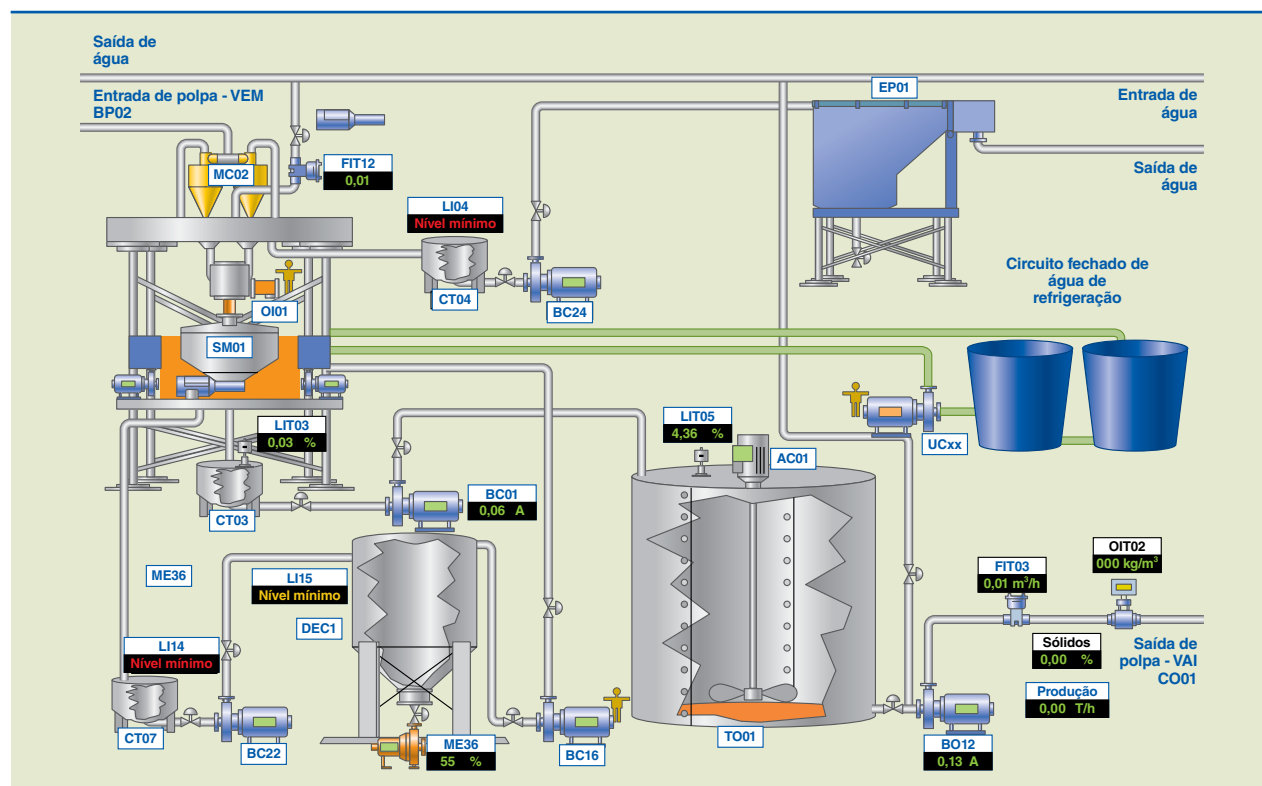 Saída de
água
Entrada de polpa - VEM
BP02
EP01
Entrada de
água
Saída de
água
MC02
FIT12
0,01
LI04
Nível mínimo
CT04
BC24
OI01
SM01
Circuito fechado de
água de
refrigeração
LIT03
0,03 %
LIT05
4,36 %
AC01
UCxx
CT03
BC01
0,06 A
ME36
LI15
Nível mínimo
DEC1
OIT02
000 kg/m³
FIT03
0,01 m³/h
LI14
Nível mínimo
Sólidos
0,00 %
Saída de
polpa - VAI
CO01
Produção
0,00 T/h
CT07
BC22
ME36
55 %
BC16
TO01
BO12
0,13 A